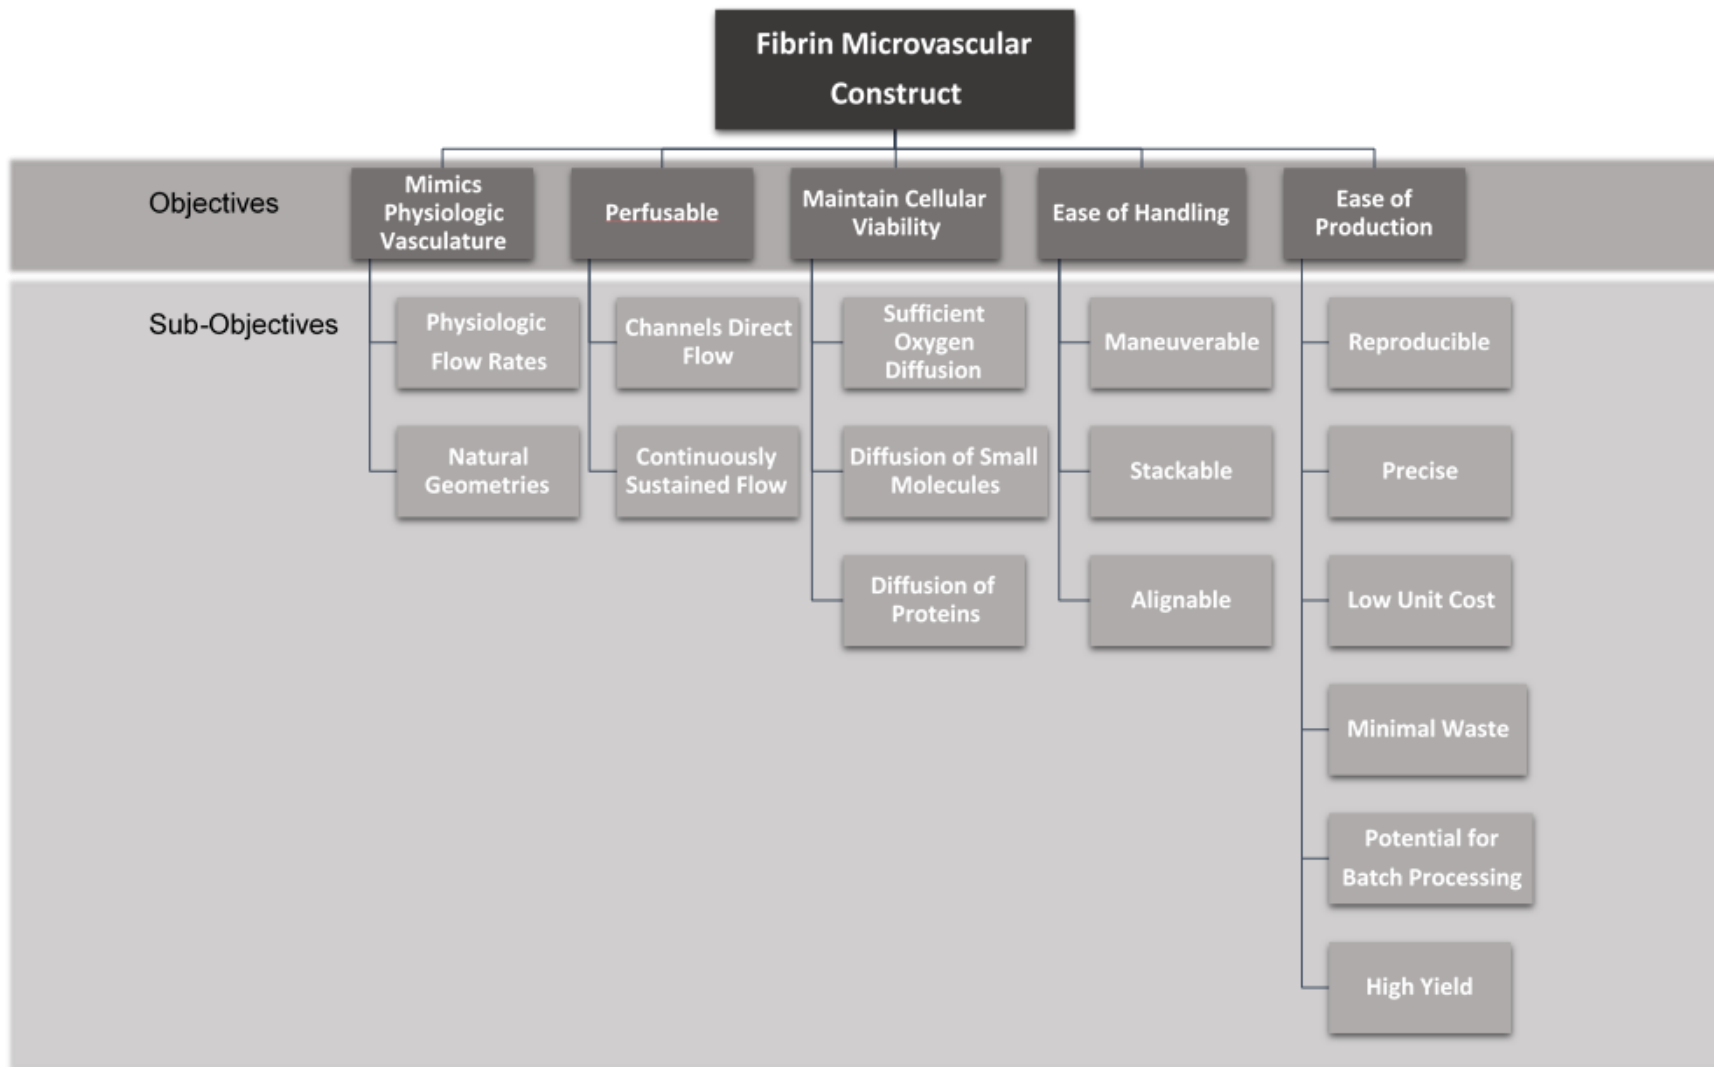 Fibrin Microvascular
Construct
Objectives
Mimics
Physiologic
Vasculature
Perfusable
Maintain Cellular
Viability
Ease of Handling
Ease of
Production
Sub-Objectives
Physiologic
Flow Rates
Natural
Geometries
Channels Direct
Flow
Continuously
Sustained Flow
Sufficient
Oxygen
Diffusion
Diffusion of Small
Molecules
Diffusion of
Proteins
Maneuverable
Stackable
Alignable
Reproducible
Precise
Low Unit Cost
Minimal Waste
Potential for
Batch Processing
High Yield